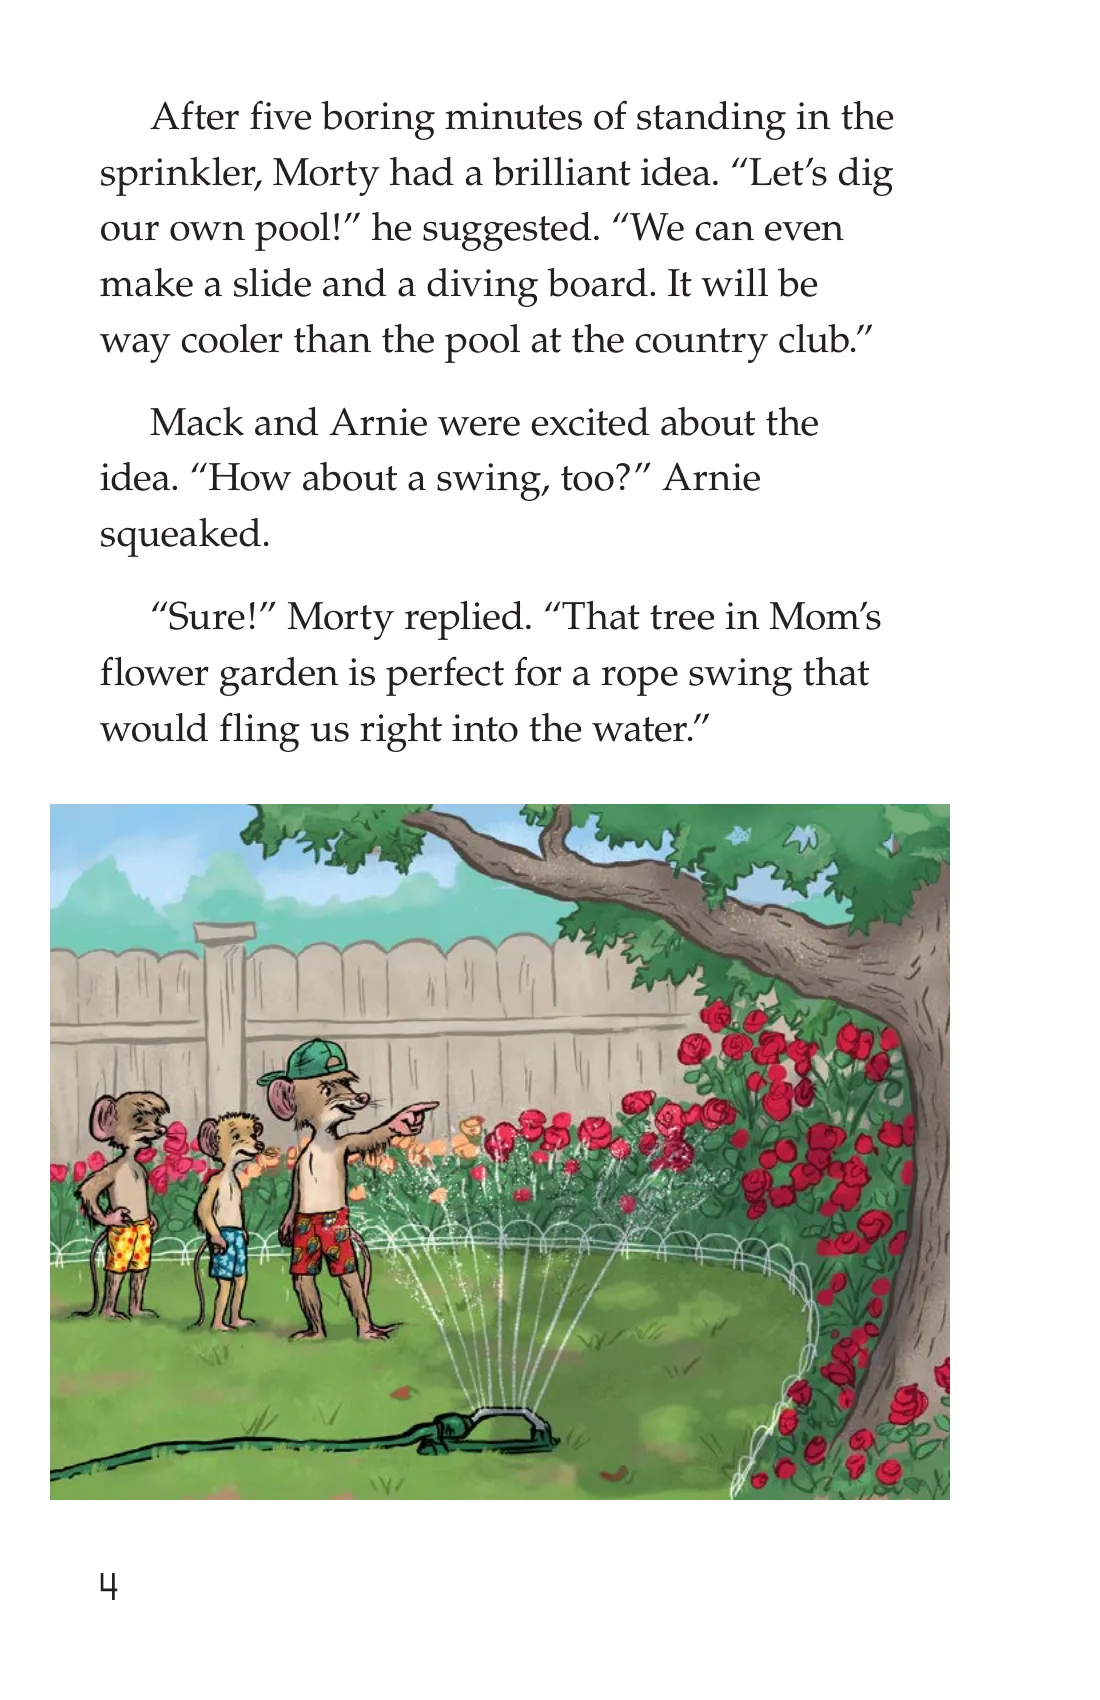 After five boring minutes of standing in the
sprinkler, Morty had a brilliant idea. “Let’s dig
our own pool!” he suggested. “We can even
make a slide and a diving board. It will be
way cooler than the pool at the country club.”
Mack and Arnie were excited about the
idea. “How about a swing, too?” Arnie
squeaked.
“Sure!” Morty replied. “That tree in Mom’s
flower garden is perfect for a rope swing that
would fling us right into the water.”
4